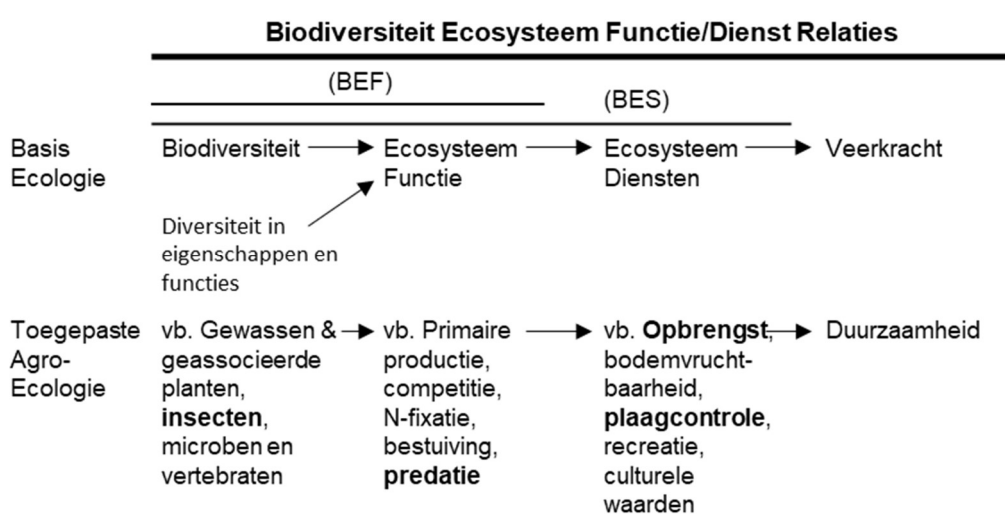 Biodiversiteit Ecosysteem Functie/Dienst Relaties
(BEF)
(BES)
Basis
Ecologie
Biodiversiteit
Ecosysteem
Functie
Ecosysteem
Diensten
Veerkracht
Diversiteit in
eigenschappen en
functies
Toegepaste
Agro-
Ecologie
vb. Gewassen &
geassocieerde
planten,
insecten,
microben en
vertebraten
vb. Primaire
productie,
competitie,
N-fixatie,
bestuiving,
predatie
vb. Opbrengst,
bodemvrucht-
baarheid,
plaagcontrole,
recreatie,
culturele
waarden
Duurzaamheid